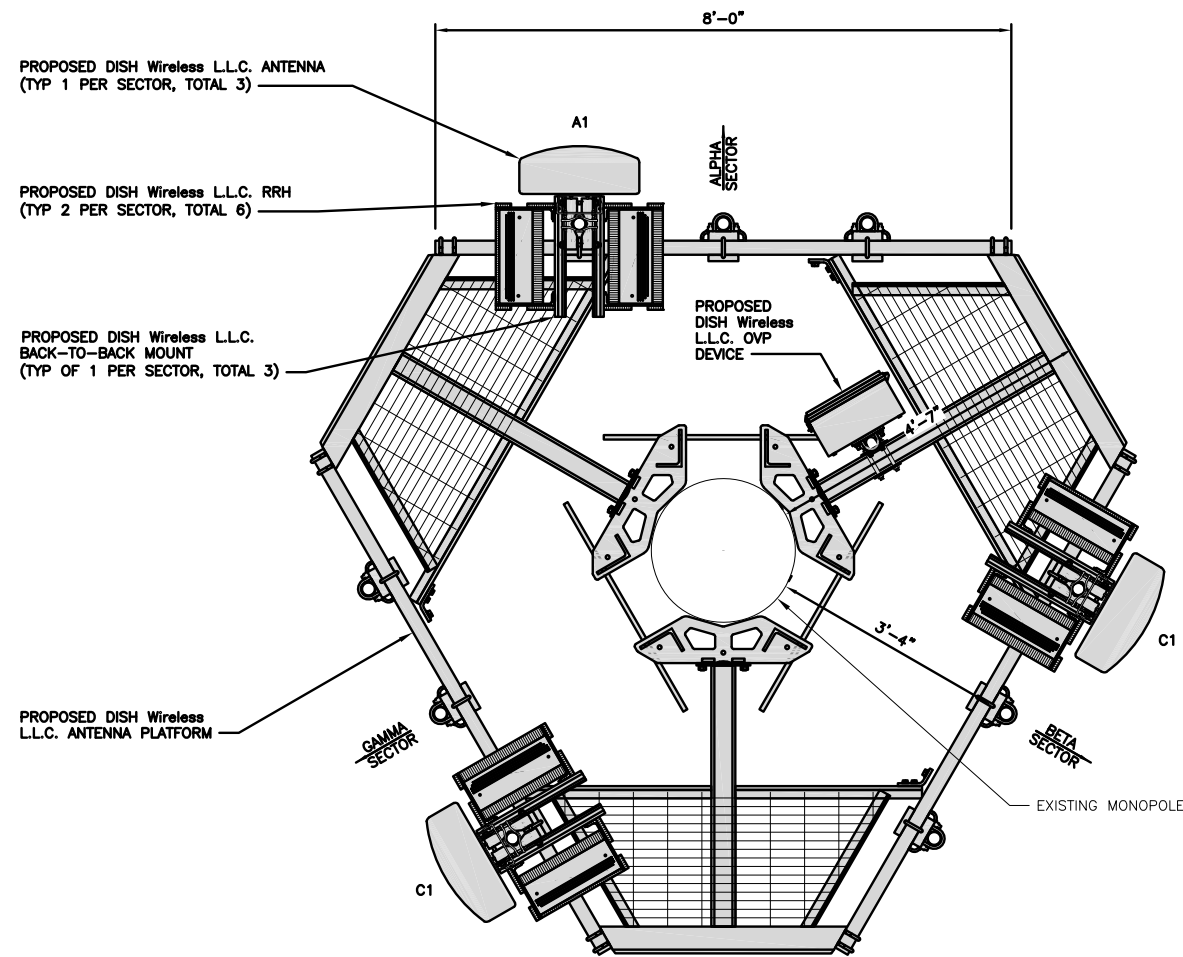 8'-0"
PROPOSED DISH Wireless L.L.C. ANTENNA
(TYP 1 PER SECTOR, TOTAL 3)
A1
ALPHA
SECTOR
PROPOSED DISH Wireless L.L.C. RRH
(TYP 2 PER SECTOR, TOTAL 6)
PROPOSED
DISH Wireless
L.L.C. OVP
DEVICE
PROPOSED DISH Wireless L.L.C.
BACK-TO-BACK MOUNT
(TYP OF 1 PER SECTOR, TOTAL 3)
4'-7"
3'-4"
C1
PROPOSED DISH Wireless
L.L.C. ANTENNA PLATFORM
GAMMA
SECTOR
BETA
SECTOR
EXISTING MONOPOLE
C1